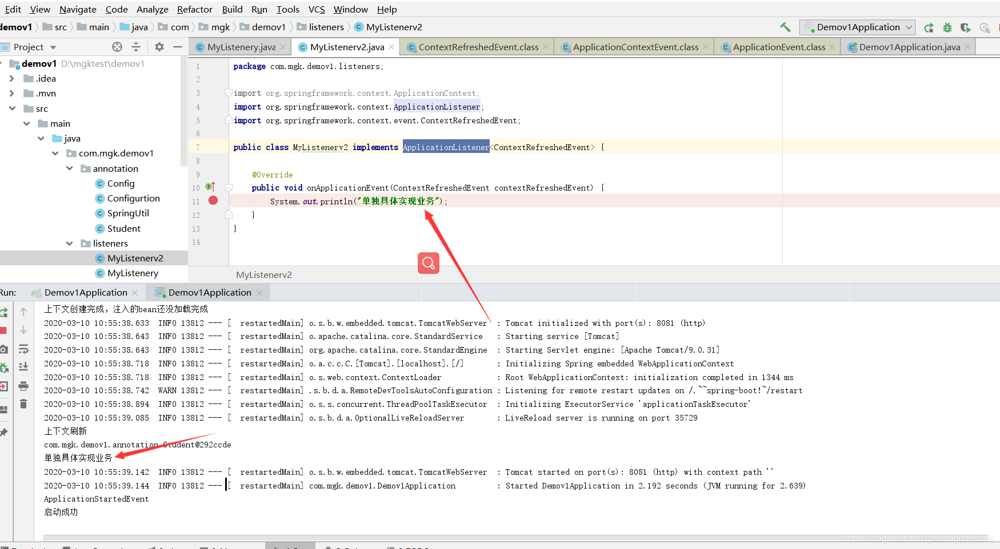 Edit View Navigate Code Analyze Refactor Build Run Tools VCS Window Help
demov1 src main java com mgk demov1 listeners MyListenerv2
Demov1Application
Project
MyListenery.java MyListenerv2.java ContextRefreshedEvent.class ApplicationContextEvent.class ApplicationEvent.class Demov1Application.java
demov1 D:\mgktest\demov1
.idea
.mvn
src
main
java
com.mgk.demov1
annotation
Config
Configurtion
SpringUtil
Student
listeners
MyListenerv2
MyListenery
1 package com.mgk.demov1.listeners;
2
3 import org.springframework.context.ApplicationContext;
4 import org.springframework.context.ApplicationListener;
5 import org.springframework.context.event.ContextRefreshedEvent;
6
7 public class MyListenerv2 implements ApplicationListener<ContextRefreshedEvent> {
8
9 @Override
10 public void onApplicationEvent(ContextRefreshedEvent contextRefreshedEvent) {
11 System.out.println("单独具体实现业务");
12 }
13 }
14
MyListenerv2
Run: Demov1Application Demov1Application
上下文创建完成，注入的bean还没加载完成
2020-03-10 10:55:38.633 INFO 13812 --- [ restartedMain] o.s.b.w.embedded.tomcat.TomcatWebServer : Tomcat initialized with port(s): 8081 (http)
2020-03-10 10:55:38.643 INFO 13812 --- [ restartedMain] o.apache.catalina.core.StandardService : Starting service [Tomcat]
2020-03-10 10:55:38.643 INFO 13812 --- [ restartedMain] org.apache.catalina.core.StandardEngine : Starting Servlet engine: [Apache Tomcat/9.0.31]
2020-03-10 10:55:38.718 INFO 13812 --- [ restartedMain] o.a.c.c.C.[Tomcat].[localhost].[/] : Initializing Spring embedded WebApplicationContext
2020-03-10 10:55:38.718 INFO 13812 --- [ restartedMain] o.s.web.context.ContextLoader : Root WebApplicationContext: initialization completed in 1344 ms
2020-03-10 10:55:38.742 WARN 13812 --- [ restartedMain] .s.b.d.a.RemoteDevToolsAutoConfiguration : Listening for remote restart updates on /.~~spring-boot!~/restart
2020-03-10 10:55:38.894 INFO 13812 --- [ restartedMain] o.s.s.concurrent.ThreadPoolTaskExecutor : Initializing ExecutorService 'applicationTaskExecutor'
2020-03-10 10:55:39.085 INFO 13812 --- [ restartedMain] o.s.b.d.a.OptionalLiveReloadServer : LiveReload server is running on port 35729
上下文刷新
com.mgk.demov1.annotation.Student@292ccde
单独具体实现业务
2020-03-10 10:55:39.142 INFO 13812 --- [ restartedMain] o.s.b.w.embedded.tomcat.TomcatWebServer : Tomcat started on port(s): 8081 (http) with context path ''
2020-03-10 10:55:39.144 INFO 13812 --- [ restartedMain] com.mgk.demov1.Demov1Application : Started Demov1Application in 2.192 seconds (JVM running for 2.639)
ApplicationStartedEvent
启动成功
https://blog.csdn.net/gaolengroujiamo